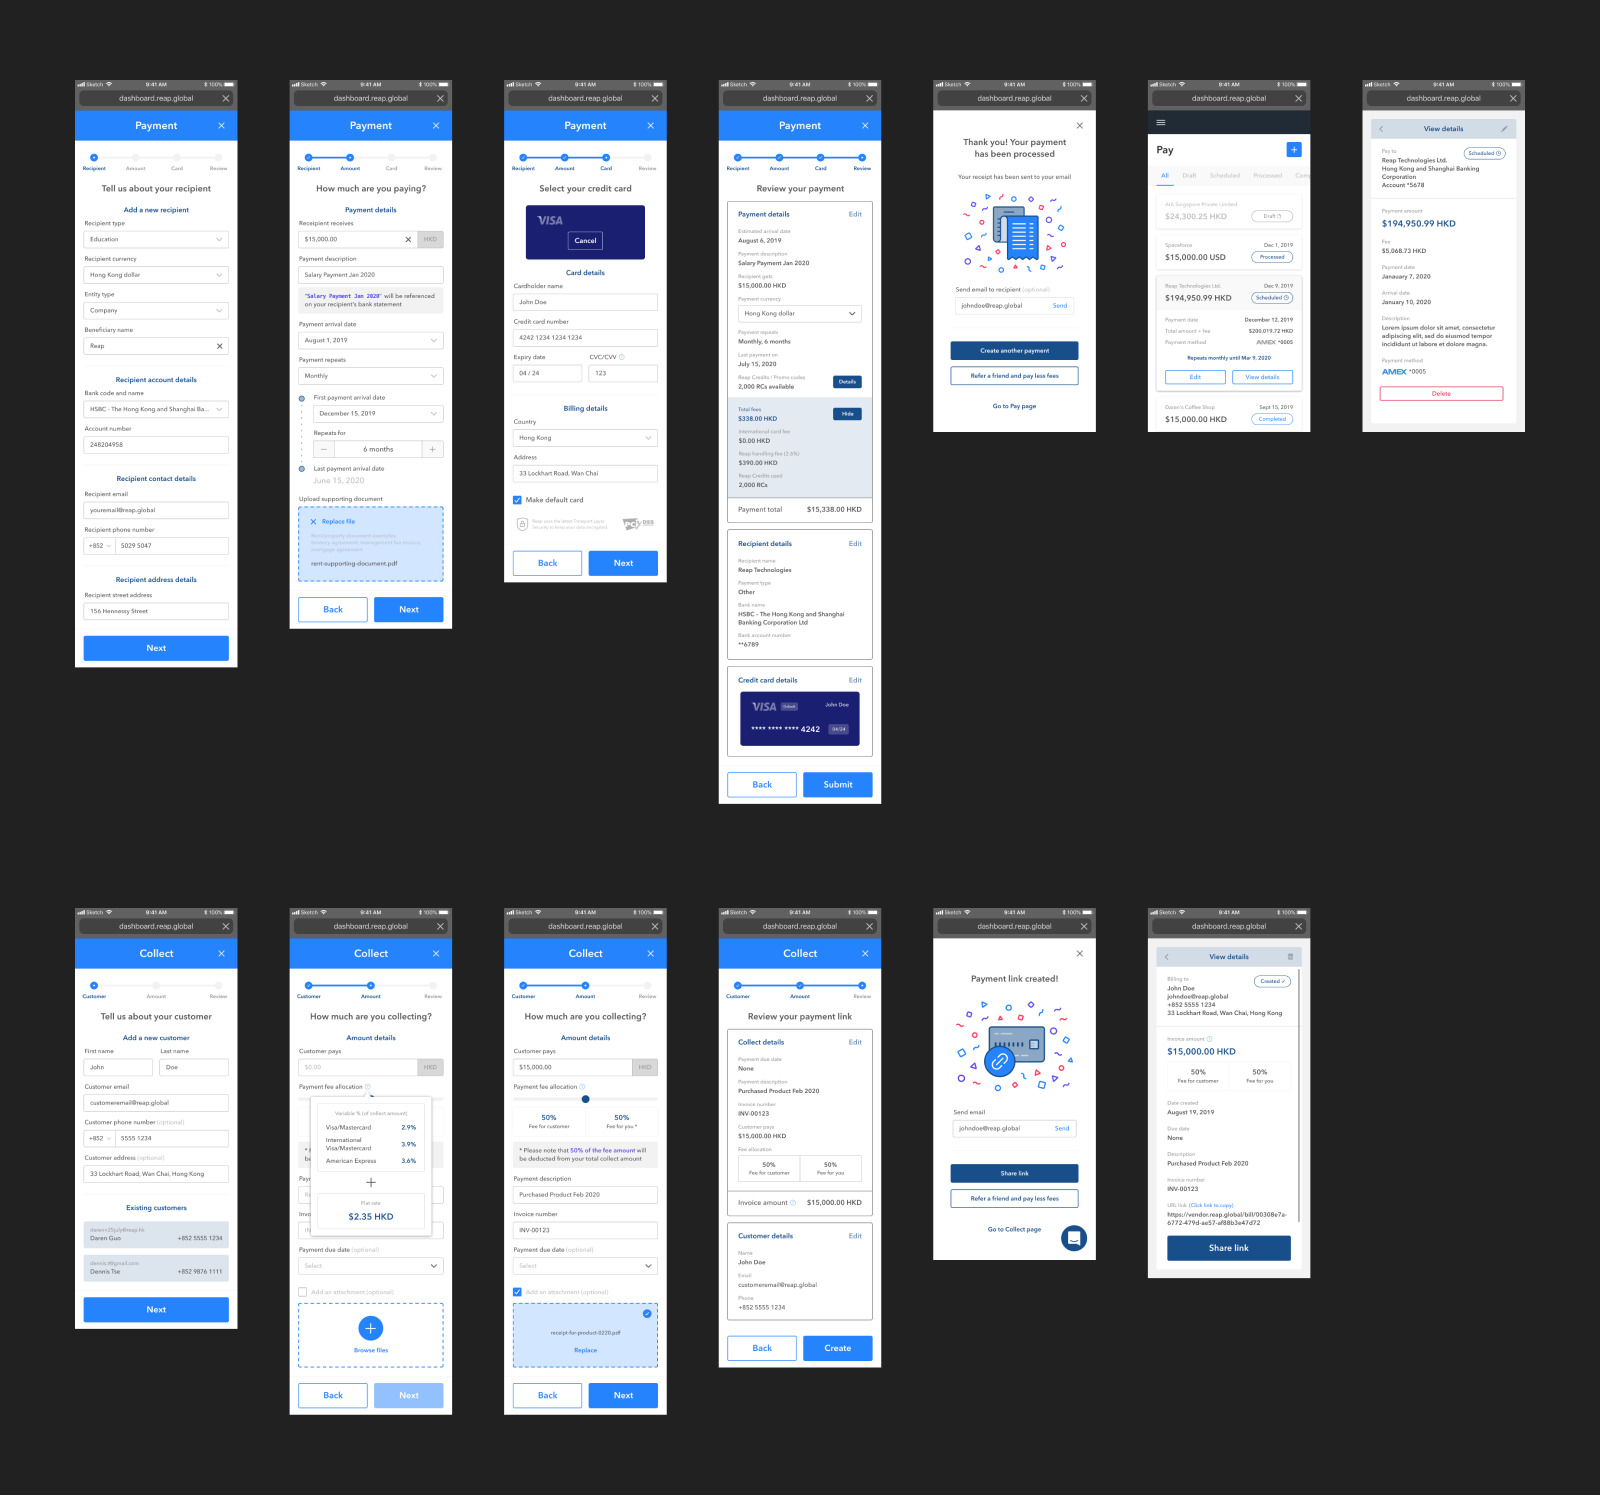 Sketch 9:41 AM 100%
dashboard.reap.global
Payment
Recipient Amount Card Review
Tell us about your recipient
Add a new recipient
Recipient type
Education
Recipient currency
Hong Kong dollar
Entity type
Company
Beneficiary name
Reap
Recipient account details
Bank code and name
HSBC - The Hong Kong and Shanghai Ba...
Account number
248204958
Recipient contact details
Recipient email
youremail@reap.global
Recipient phone number
+852 5029 5047
Recipient address details
Recipient street address
156 Hennessy Street
Next
Sketch 9:41 AM 100%
dashboard.reap.global
Payment
Recipient Amount Card Review
How much are you paying?
Payment details
Receipient receives
$15,000.00 HKD
Payment description
Salary Payment Jan 2020
"Salary Payment Jan 2020" will be referenced
on your recipient's bank statement
Payment arrival date
August 1, 2019
Payment repeats
Monthly
First payment arrival date
December 15, 2019
Repeats for
6 months
Last payment arrival date
June 15, 2020
Upload supporting document
Replace file
rent-supporting-document.pdf
Back Next
Sketch 9:41 AM 100%
dashboard.reap.global
Payment
Recipient Amount Card Review
Select your credit card
VISA
Cancel
Card details
Cardholder name
John Doe
Credit card number
4242 1234 1234 1234
Expiry date CVC/CVV
04 / 24 123
Billing details
Country
Hong Kong
Address
33 Lockhart Road, Wan Chai
Make default card
Reap uses the latest Transport Layer
Security to keep your data encrypted.
PCI DSS
Back Next
Sketch 9:41 AM 100%
dashboard.reap.global
Payment
Recipient Amount Card Review
Review your payment
Payment details Edit
Estimated arrival date
August 6, 2019
Payment description
Salary Payment Jan 2020
Recipient gets
$15,000.00 HKD
Payment currency
Hong Kong dollar
Payment repeats
Monthly, 6 months
Last payment on
July 15, 2020
Reap Credits / Promo codes
2,000 RCs available Details
Total fees
$338.00 HKD Hide
International card fee
$0.00 HKD
Reap handling fee (2.6%)
$390.00 HKD
Reap Credits used
2,000 RCs
Payment total $15,338.00 HKD
Recipient details Edit
Recipient name
Reap Technologies
Payment type
Other
Bank name
HSBC - The Hong Kong and Shanghai
Banking Corporation Ltd
Bank account number
**6789
Credit card details Edit
VISA Default John Doe
**** **** **** 4242 04/24
Back Submit
Sketch 9:41 AM 100%
dashboard.reap.global
Thank you! Your payment
has been processed
Your receipt has been sent to your email
Send email to recipient (optional)
johndoe@reap.global Send
Create another payment
Refer a friend and pay less fees
Go to Pay page
Sketch 9:41 AM 100%
dashboard.reap.global
Pay
All Draft Scheduled Processed Com
AIA Singapore Private Limited
$24,300.25 HKD Draft
Spaceforce Dec 1, 2019
$15,000.00 USD Processed
Reap Technologies Ltd. Dec 9, 2019
$194,950.99 HKD Scheduled
Payment date December 12, 2019
Total amount + fee $200,019.72 HKD
Payment method AMEX *0005
Repeats monthly until Mar 9, 2020
Edit View details
Daren's Coffee Shop Sept 15, 2019
$15,000.00 HKD Completed
Sketch 9:41 AM 100%
dashboard.reap.global
View details
Pay to Scheduled
Reap Technologies Ltd.
Hong Kong and Shanghai Banking
Corporation
Account *5678
Payment amount
$194,950.99 HKD
Fee
$5,068.73 HKD
Payment date
Janauary 7, 2020
Arrival date
January 10, 2020
Description
Lorem ipsum dolor sit amet, consectetur
adipiscing elit, sed do eiusmod tempor
incididunt ut labore et dolore magna.
Payment method
AMEX *0005
Delete
Sketch 9:41 AM 100%
dashboard.reap.global
Collect
Customer Amount Review
Tell us about your customer
Add a new customer
First name Last name
John Doe
Customer email
customeremail@reap.global
Customer phone number (optional)
+852 5555 1234
Customer address (optional)
33 Lockhart Road, Wan Chai, Hong Kong
Existing customers
daren+25july@reap.hk
Daren Guo +852 5555 1234
dennis.t@gmail.com
Dennis Tse +852 9876 1111
Next
Sketch 9:41 AM 100%
dashboard.reap.global
Collect
Customer Amount Review
How much are you collecting?
Amount details
Customer pays
$0.00 HKD
Payment fee allocation
Variable % (of collect amount)
Visa/Mastercard 2.9%
International
Visa/Mastercard 3.9%
American Express 3.6%
+
Flat rate
$2.35 HKD
Payment due date (optional)
Select
Add an attachment (optional)
Browse files
Back Next
Sketch 9:41 AM 100%
dashboard.reap.global
Collect
Customer Amount Review
How much are you collecting?
Amount details
Customer pays
$15,000.00 HKD
Payment fee allocation
50% 50%
Fee for customer Fee for you *
* Please note that 50% of the fee amount will
be deducted from your total collect amount
Payment description
Purchased Product Feb 2020
Invoice number
INV-00123
Payment due date (optional)
Select
Add an attachment (optional)
receipt-for-product-0220.pdf
Replace
Back Next
Sketch 9:41 AM 100%
dashboard.reap.global
Collect
Customer Amount Review
Review your payment link
Collect details Edit
Payment due date
None
Payment description
Purchased Product Feb 2020
Invoice number
INV-00123
Customer pays
$15,000.00 HKD
Fee allocation
50% 50%
Fee for customer Fee for you
Invoice amount $15,000.00 HKD
Customer details Edit
Name
John Doe
Email
customeremail@reap.global
Phone
+852 5555 1234
Back Create
Sketch 9:41 AM 100%
dashboard.reap.global
Payment link created!
Send email
johndoe@reap.global Send
Share link
Refer a friend and pay less fees
Go to Collect page
Sketch 9:41 AM 100%
dashboard.reap.global
View details
Billing to Created
John Doe
johndoe@reap.global
+852 5555 1234
33 Lockhart Road, Wan Chai, Hong Kong
Invoice amount
$15,000.00 HKD
50% 50%
Fee for customer Fee for you
Date created
August 19, 2019
Due date
None
Description
Purchased Product Feb 2020
Invoice number
INV-00123
URL link (Click link to copy)
https://vendor.reap.global/bill/00308e7a-
6772-479d-ae57-af88b3e47d72
Share link